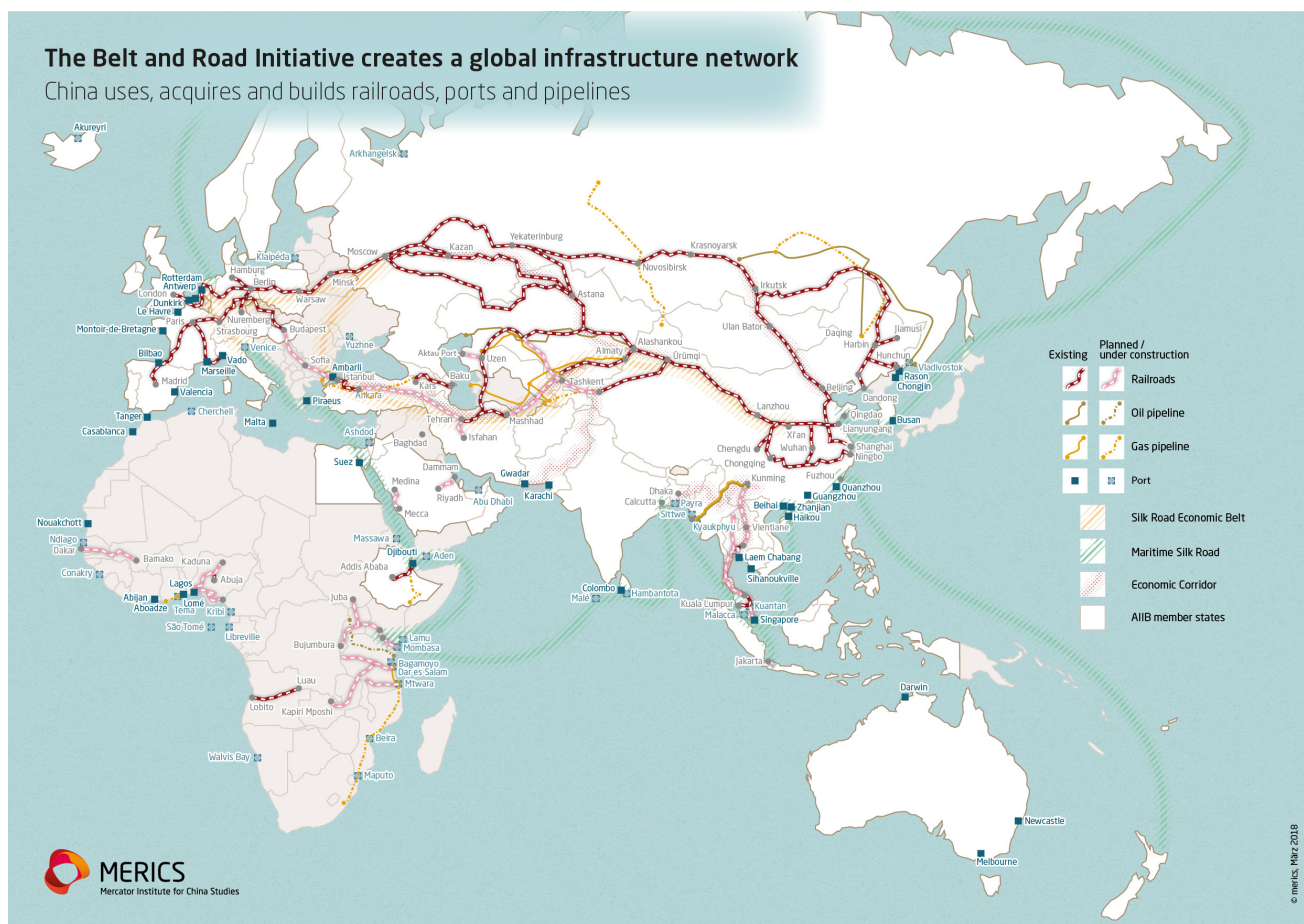 The Belt and Road Initiative creates a global infrastructure network
China uses, acquires and builds railroads, ports and pipelines
Akureyri
Arkhangelsk
Klaipėda
Moscow
Kazan
Yekaterinburg
Krasnoyarsk
Novosibirsk
Irkutsk
Rotterdam
Antwerp
Hamburg
Berlin
London
Dunkirk
Le Havre
Paris
Warsaw
Minsk
Nuremberg
Strasbourg
Budapest
Montoir-de-Bretagne
Venice
Yuzhne
Astana
Ulan Bator
Daqing
Jiamusi
Harbin
Hunchun
Vladivostok
Rason
Chongjin
Bilbao
Vado
Marseille
Madrid
Valencia
Sofia
Ambarli
Istanbul
Ankara
Aktau Port
Uzen
Baku
Kars
Almaty
Alashankou
Ürümqi
Tashkent
Beijing
Dandong
Tanger
Casablanca
Cherchell
Malta
Piraeus
Tehran
Mashhad
Isfahan
Lanzhou
Qingdao
Lianyungang
Busan
Xi'an
Wuhan
Chengdu
Chongqing
Shanghai
Ningbo
Ashdod
Baghdad
Suez
Dammam
Medina
Riyadh
Abu Dhabi
Mecca
Gwadar
Karachi
Dhaka
Calcutta
Payra
Sittwe
Kyaukphyu
Kunming
Fuzhou
Quanzhou
Guangzhou
Beihai
Zhanjian
Haikou
Vientiane
Nouakchott
Ndiago
Dakar
Bamako
Conakry
Kaduna
Abuja
Lagos
Abijan
Aboadze
Lomé
Tema
Kribi
São Tomé
Libreville
Massawa
Djibouti
Aden
Addis Ababa
Juba
Bujumbura
Lamu
Mombasa
Bagamoyo
Dar es-Salam
Mtwara
Luau
Lobito
Kapiri Mposhi
Walvis Bay
Beira
Maputo
Colombo
Malé
Hambantota
Laem Chabang
Sihanoukville
Kuala Lumpur
Kuantan
Malacca
Singapore
Jakarta
Darwin
Newcastle
Melbourne
Existing
Planned /
under construction
Railroads
Oil pipeline
Gas pipeline
Port
Silk Road Economic Belt
Maritime Silk Road
Economic Corridor
AIIB member states
MERICS
Mercator Institute for China Studies
© merics, März 2018